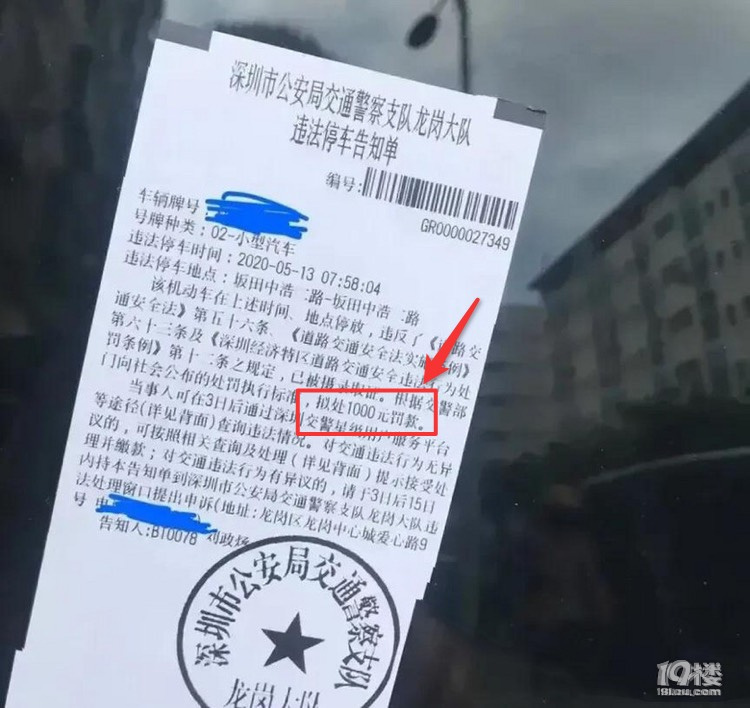 深圳市公安局交通警察支队龙岗大队
违法停车告知单
编号:
GR0000027349
车辆牌号
号牌种类：02-小型汽车
违法停车时间：2020-05-13 07:58:04
违法停车地点：坂田中浩二路-坂田中浩二路
该机动车在上述时间、地点停放，违反了《道路交
通安全法》第五十六条、《道路交通安全法实施条例》
第六十三条及《深圳经济特区道路交通安全违法行为处
罚条例》第十二条之规定，已被摄录取证。根据交警部
门向社会公布的处罚执行标准，拟处1000元罚款。
当事人可在3日后通过深圳交警星级用户服务平台
等途径(详见背面)查询违法情况。对交通违法行为无异
议的，可按照相关查询及处理(详见背面)提示接受处
理并缴款；对交通违法行为有异议的，请于3日后15日
内持本告知单到深圳市公安局交通警察支队龙岗大队违
法处理窗口提出申诉(地址:龙岗区龙岗中心城爱心路9
号
告知人:B10078 刘政扬
深圳市公安局交通警察支队
龙岗大队
19楼
19lou.com